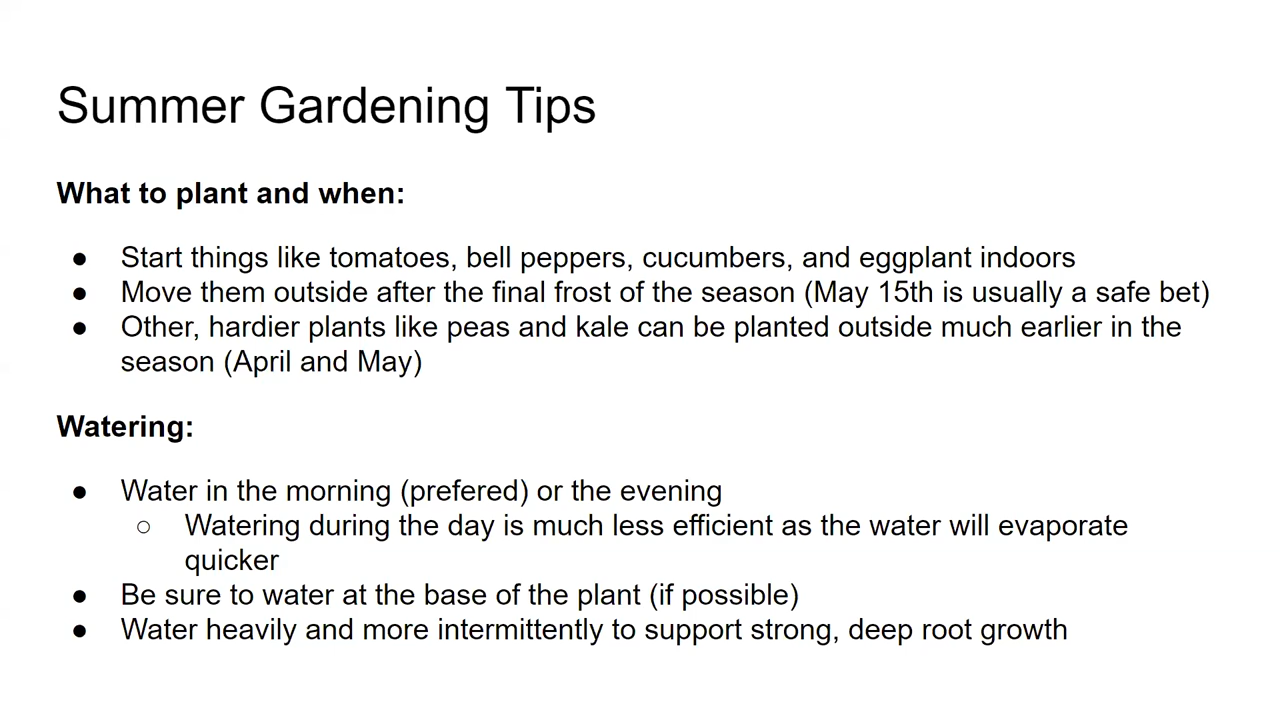 Summer Gardening Tips
What to plant and when:
● Start things like tomatoes, bell peppers, cucumbers, and eggplant indoors
● Move them outside after the final frost of the season (May 15th is usually a safe bet)
● Other, hardier plants like peas and kale can be planted outside much earlier in the
season (April and May)
Watering:
● Water in the morning (prefered) or the evening
○ Watering during the day is much less efficient as the water will evaporate
quicker
● Be sure to water at the base of the plant (if possible)
● Water heavily and more intermittently to support strong, deep root growth